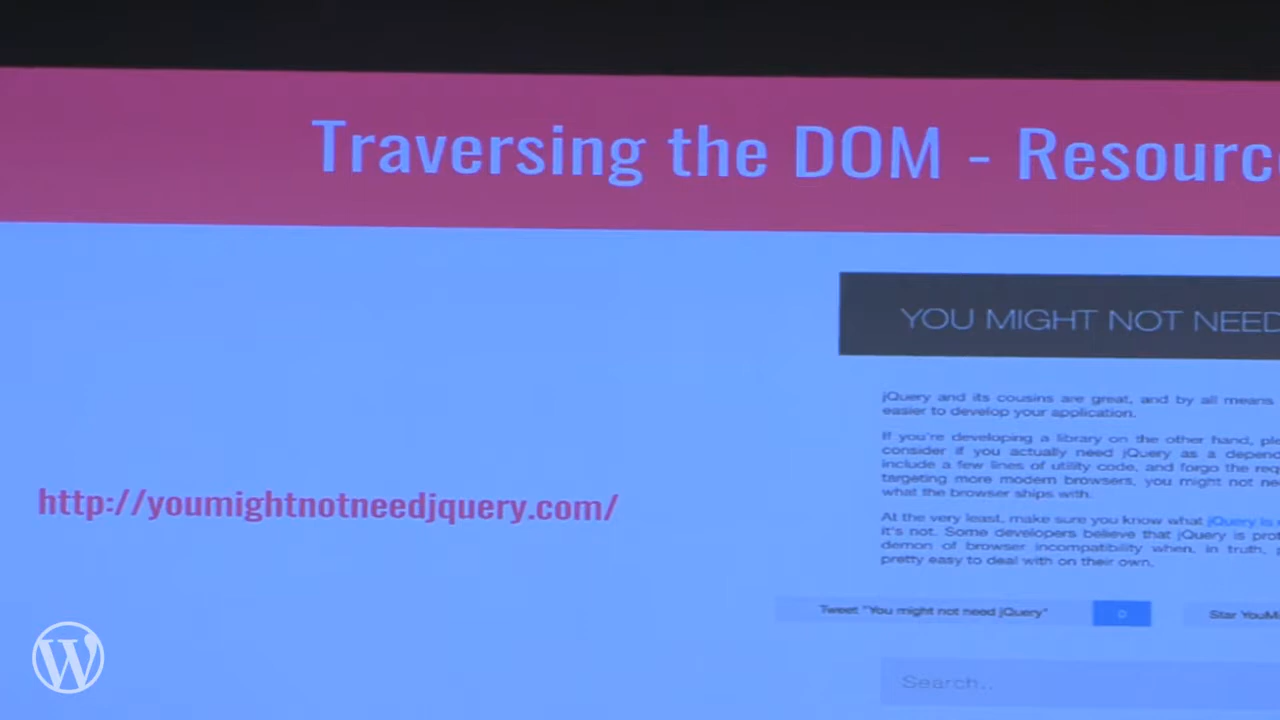 Traversing the DOM - Resourc
YOU MIGHT NOT NEED
jQuery and its cousins are great, and by all means
easier to develop your application.
If you're developing a library on the other hand,
consider if you actually need jQuery as a
include a few lines of utility code, and forgo the
targeting more modern browsers, you might not
what the browser ships with.
http://youmightnotneedjquery.com/
At the very least, make sure you know what jQuery is
it's not. Some developers believe that jQuery is
demon of browser incompatibility when, in truth,
pretty easy to deal with on their own.
Tweet "You might not need jQuery"
0
Star
Search..